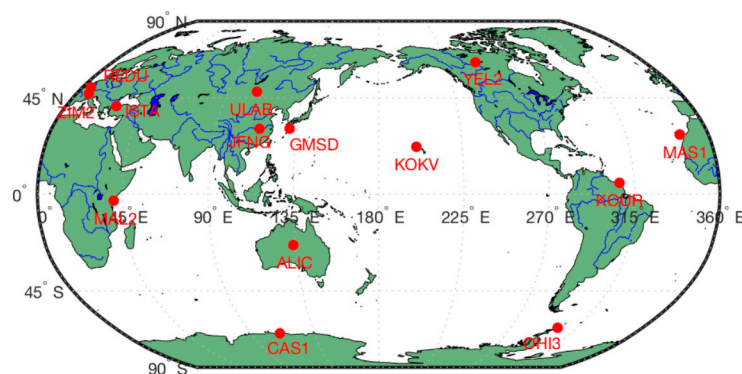 90° N
REDU
YEL2
45° N
ZIM2
ISTA
ULAB
JFNG
GMSD
MAS1
KOKV
0°
MAL2
KOUR
0° E
45° E
90° E
135° E
180° E
225° E
270° E
315° E
360° E
ALIC
45° S
OHI3
CAS1
90° S